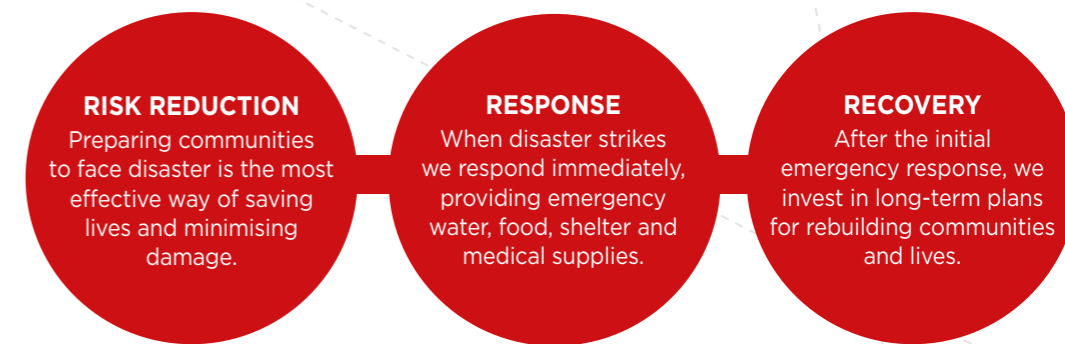 RISK REDUCTION
Preparing communities
to face disaster is the most
effective way of saving
lives and minimising
damage.
RESPONSE
When disaster strikes
we respond immediately,
providing emergency
water, food, shelter and
medical supplies.
RECOVERY
After the initial
emergency response, we
invest in long-term plans
for rebuilding communities
and lives.